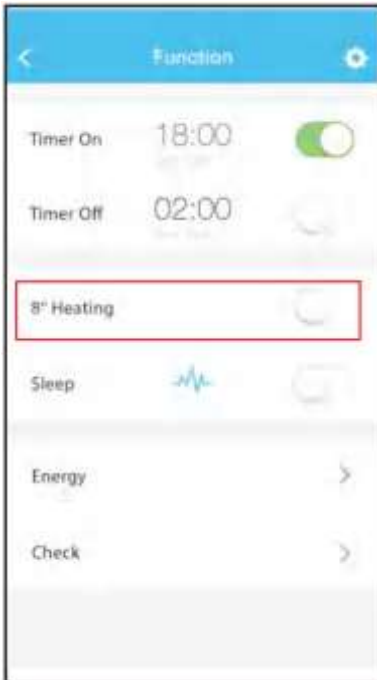 Function
Timer On 18:00
Timer Off 02:00
8° Heating
Sleep
Energy
Check